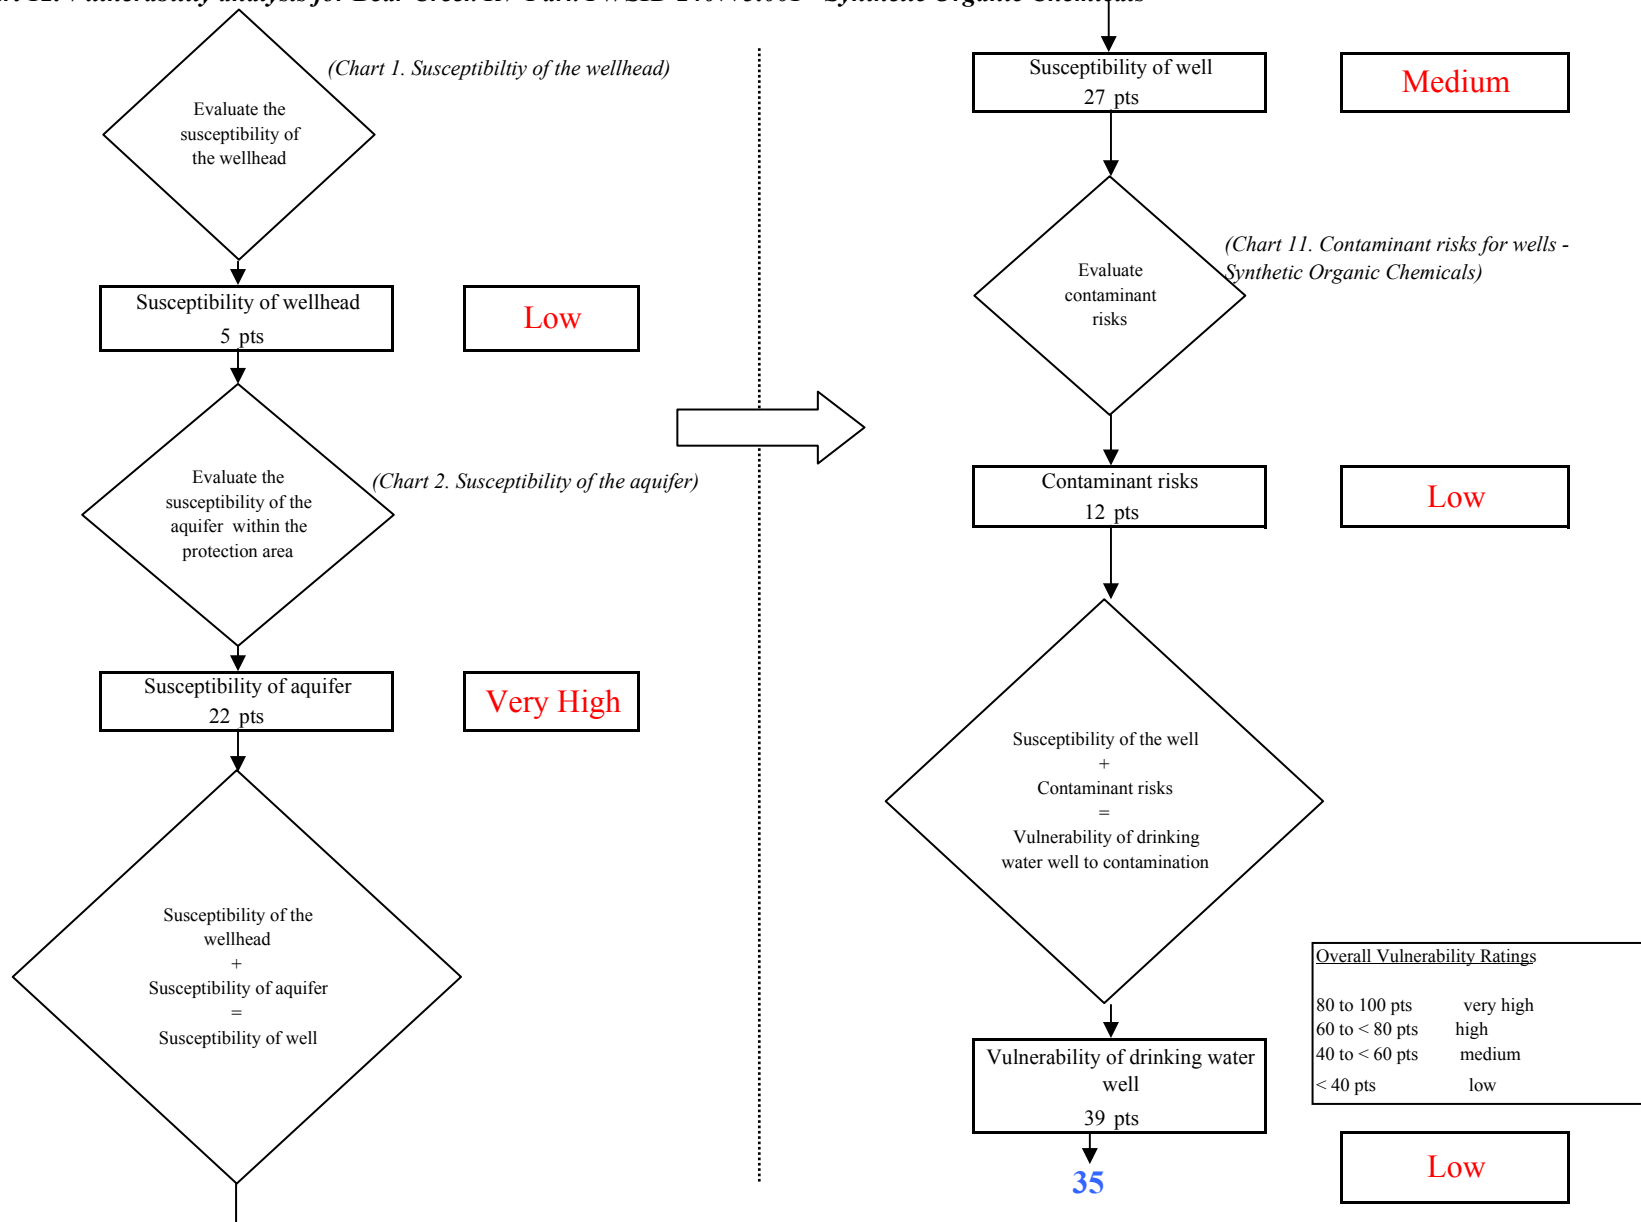 Susceptibility of well
27 pts
Medium
(Chart 1. Susceptibiltiy of the wellhead)
Evaluate the
susceptibility of
the wellhead
Susceptibility of wellhead
5 pts
Low
Evaluate the
susceptibility of the
aquifer within the
protection area
(Chart 2. Susceptibility of the aquifer)
Susceptibility of aquifer
22 pts
Very High
Susceptibility of the
wellhead
+
Susceptibility of aquifer
=
Susceptibility of well
Evaluate
contaminant
risks
(Chart 11. Contaminant risks for wells -
Synthetic Organic Chemicals)
Contaminant risks
12 pts
Low
Susceptibility of the well
+
Contaminant risks
=
Vulnerability of drinking
water well to contamination
Vulnerability of drinking water
well
39 pts
35
Overall Vulnerability Ratings
80 to 100 pts very high
60 to < 80 pts high
40 to < 60 pts medium
< 40 pts low
Low